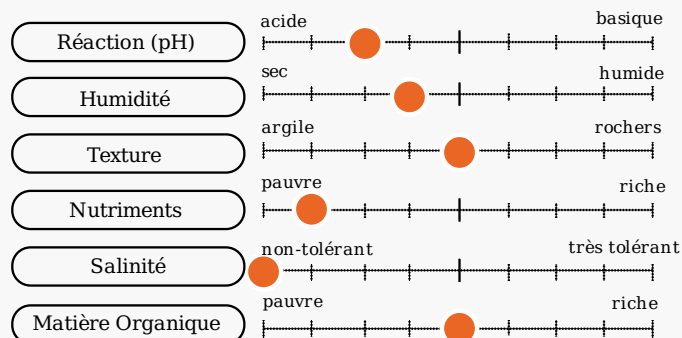 acide basique
Réaction (pH)
sec humide
Humidité
argile rochers
Texture
pauvre riche
Nutriments
non-tolérant très tolérant
Salinité
pauvre riche
Matière Organique